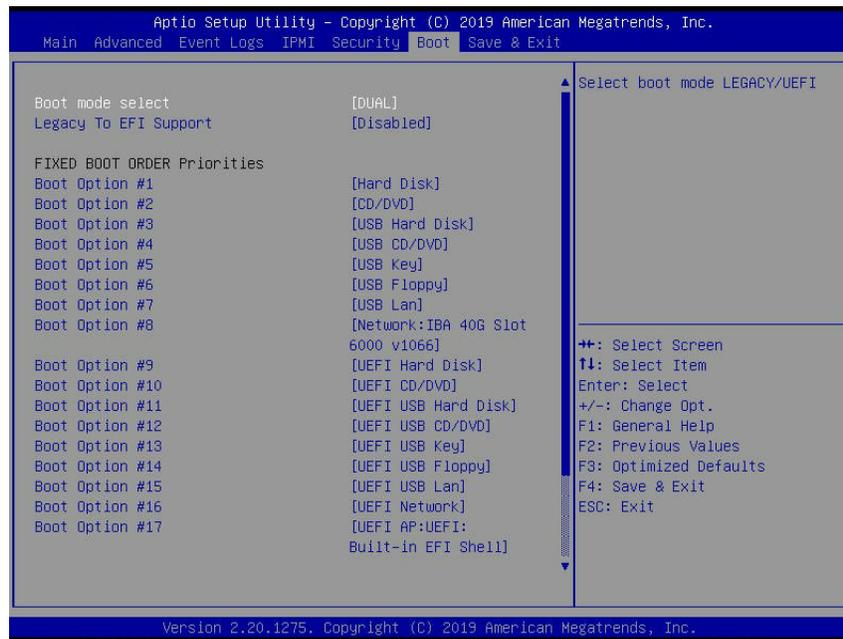 Aptio Setup Utility – Copyright (C) 2019 American Megatrends, Inc.
Main Advanced Event Logs IPMI Security Boot Save & Exit
Boot mode select [DUAL]
Legacy To EFI Support [Disabled]
FIXED BOOT ORDER Priorities
Boot Option #1 [Hard Disk]
Boot Option #2 [CD/DVD]
Boot Option #3 [USB Hard Disk]
Boot Option #4 [USB CD/DVD]
Boot Option #5 [USB Key]
Boot Option #6 [USB Floppy]
Boot Option #7 [USB Lan]
Boot Option #8 [Network:IBA 40G Slot
6000 v1066]
Boot Option #9 [UEFI Hard Disk]
Boot Option #10 [UEFI CD/DVD]
Boot Option #11 [UEFI USB Hard Disk]
Boot Option #12 [UEFI USB CD/DVD]
Boot Option #13 [UEFI USB Key]
Boot Option #14 [UEFI USB Floppy]
Boot Option #15 [UEFI USB Lan]
Boot Option #16 [UEFI Network]
Boot Option #17 [UEFI AP:UEFI:
Built-in EFI Shell]
Select boot mode LEGACY/UEFI
→←: Select Screen
↑↓: Select Item
Enter: Select
+/-: Change Opt.
F1: General Help
F2: Previous Values
F3: Optimized Defaults
F4: Save & Exit
ESC: Exit
Version 2.20.1275. Copyright (C) 2019 American Megatrends, Inc.